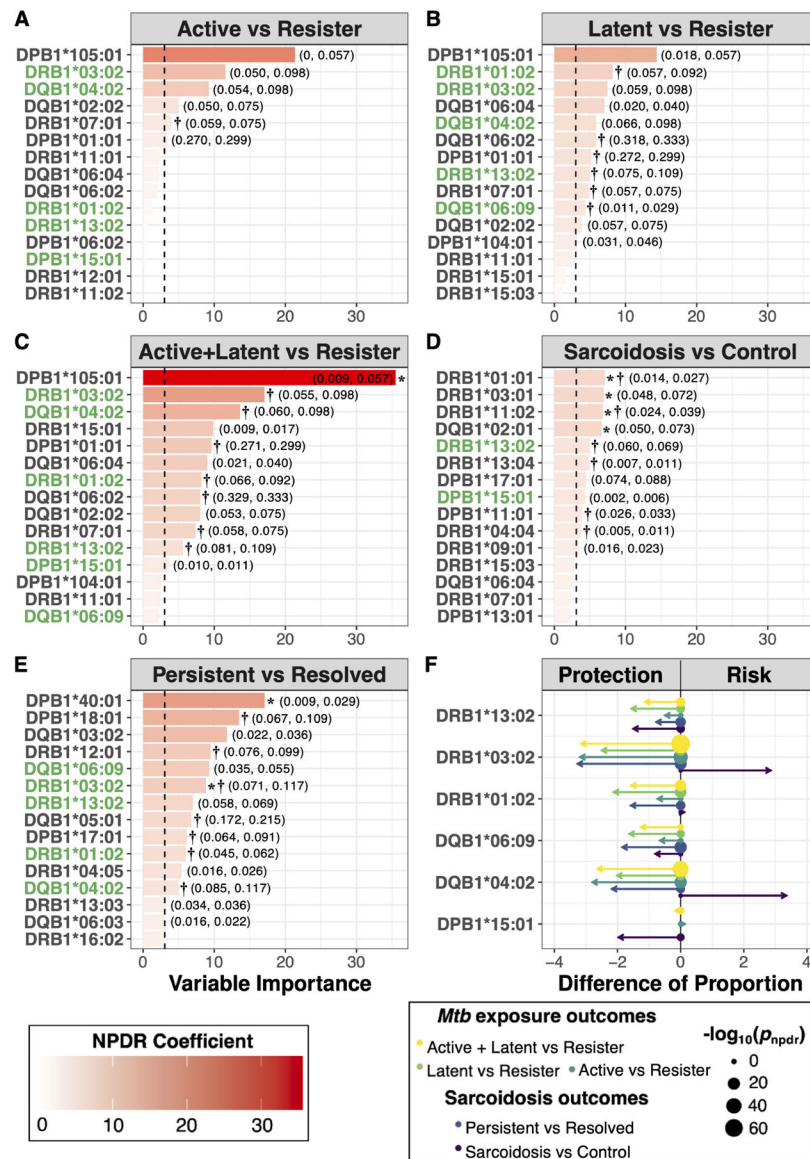 A
Active vs Resister
DPB1*105:01 (0, 0.057)
DRB1*03:02 (0.050, 0.098)
DQB1*04:02 (0.054, 0.098)
DQB1*02:02 (0.050, 0.075)
DRB1*07:01 † (0.059, 0.075)
DPB1*01:01 (0.270, 0.299)
DRB1*11:01
DQB1*06:04
DQB1*06:02
DRB1*01:02
DRB1*13:02
DPB1*06:02
DPB1*15:01
DRB1*12:01
DRB1*11:02
0 10 20 30
B
Latent vs Resister
DPB1*105:01 (0.018, 0.057)
DRB1*01:02 † (0.057, 0.092)
DRB1*03:02 (0.059, 0.098)
DQB1*06:04 (0.020, 0.040)
DQB1*04:02 (0.066, 0.098)
DQB1*06:02 † (0.318, 0.333)
DPB1*01:01 † (0.272, 0.299)
DRB1*13:02 † (0.075, 0.109)
DRB1*07:01 † (0.057, 0.075)
DQB1*06:09 † (0.011, 0.029)
DQB1*02:02 (0.057, 0.075)
DPB1*104:01 (0.031, 0.046)
DRB1*11:01
DRB1*15:01
DRB1*15:03
0 10 20 30
C
Active+Latent vs Resister
DPB1*105:01 (0.009, 0.057) *
DRB1*03:02 † (0.055, 0.098)
DQB1*04:02 † (0.060, 0.098)
DRB1*15:01 (0.009, 0.017)
DPB1*01:01 † (0.271, 0.299)
DQB1*06:04 (0.021, 0.040)
DRB1*01:02 † (0.066, 0.092)
DQB1*06:02 † (0.329, 0.333)
DQB1*02:02 (0.053, 0.075)
DRB1*07:01 † (0.058, 0.075)
DRB1*13:02 † (0.081, 0.109)
DPB1*15:01 (0.010, 0.011)
DPB1*104:01
DRB1*11:01
DQB1*06:09
0 10 20 30
D
Sarcoidosis vs Control
DRB1*01:01 *† (0.014, 0.027)
DRB1*03:01 * (0.048, 0.072)
DRB1*11:02 *† (0.024, 0.039)
DQB1*02:01 * (0.050, 0.073)
DRB1*13:02 † (0.060, 0.069)
DRB1*13:04 † (0.007, 0.011)
DPB1*17:01 (0.074, 0.088)
DPB1*15:01 (0.002, 0.006)
DPB1*11:01 † (0.026, 0.033)
DRB1*04:04 † (0.005, 0.011)
DRB1*09:01 (0.016, 0.023)
DRB1*15:03
DQB1*06:04
DRB1*07:01
DPB1*13:01
0 10 20 30
E
Persistent vs Resolved
DPB1*40:01 * (0.009, 0.029)
DPB1*18:01 † (0.067, 0.109)
DQB1*03:02 (0.022, 0.036)
DRB1*12:01 † (0.076, 0.099)
DQB1*06:09 (0.035, 0.055)
DRB1*03:02 *† (0.071, 0.117)
DRB1*13:02 (0.058, 0.069)
DQB1*05:01 † (0.172, 0.215)
DPB1*17:01 † (0.064, 0.091)
DRB1*01:02 † (0.045, 0.062)
DRB1*04:05 (0.016, 0.026)
DQB1*04:02 † (0.085, 0.117)
DRB1*13:03 (0.034, 0.036)
DQB1*06:03 (0.016, 0.022)
DRB1*16:02
0 10 20 30
Variable Importance
F
Protection Risk
DRB1*13:02
DRB1*03:02
DRB1*01:02
DQB1*06:09
DQB1*04:02
DPB1*15:01
−4 −2 0 2 4
Difference of Proportion
NPDR Coefficient
0 10 20 30
Mtb exposure outcomes
Active + Latent vs Resister
Latent vs Resister Active vs Resister
Sarcoidosis outcomes
Persistent vs Resolved
Sarcoidosis vs Control
-log10(pnpdr)
0
20
40
60